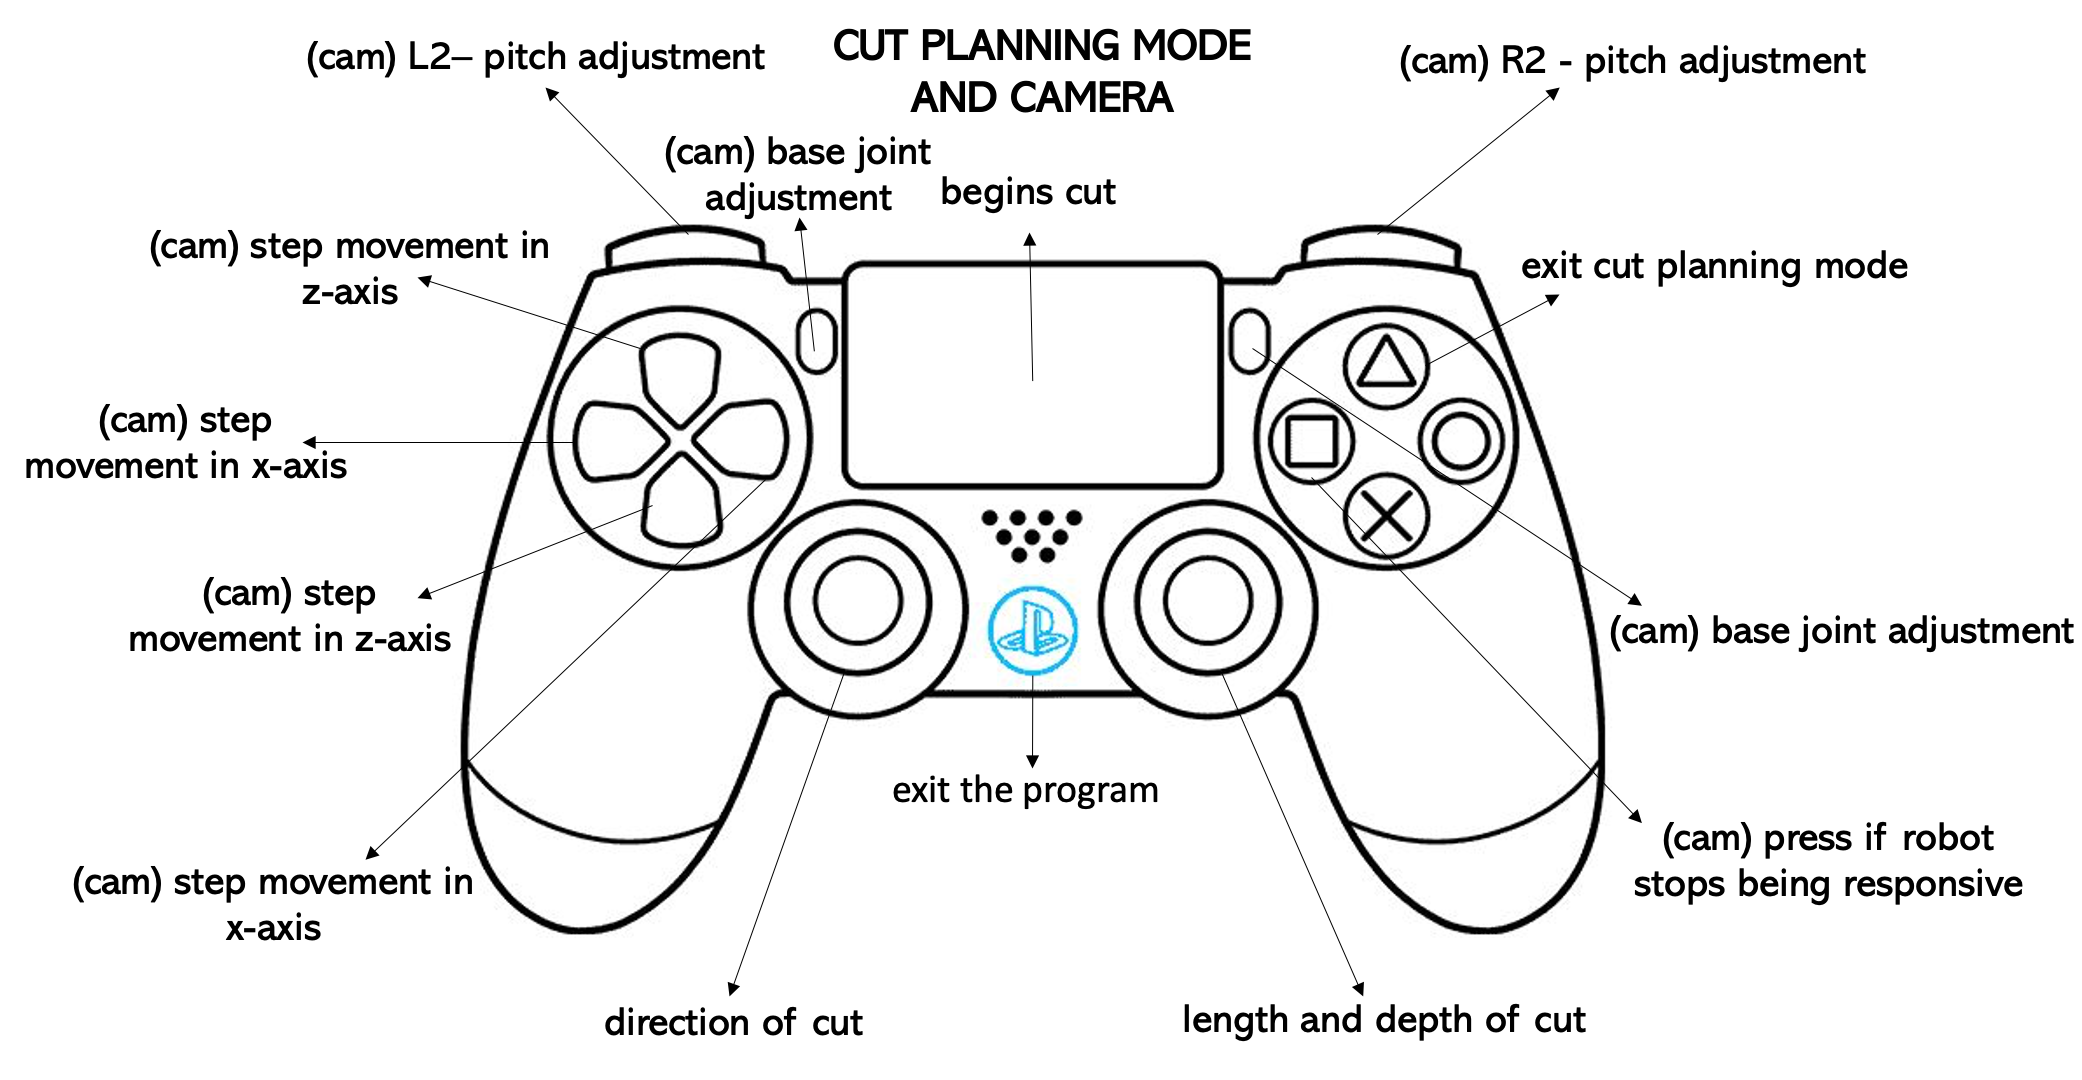 CUT PLANNING MODE
AND CAMERA
(cam) L2– pitch adjustment
(cam) R2 - pitch adjustment
(cam) base joint
adjustment
begins cut
(cam) step movement in
z-axis
exit cut planning mode
(cam) step
movement in x-axis
(cam) step
movement in z-axis
(cam) base joint adjustment
exit the program
(cam) press if robot
stops being responsive
(cam) step movement in
x-axis
direction of cut
length and depth of cut